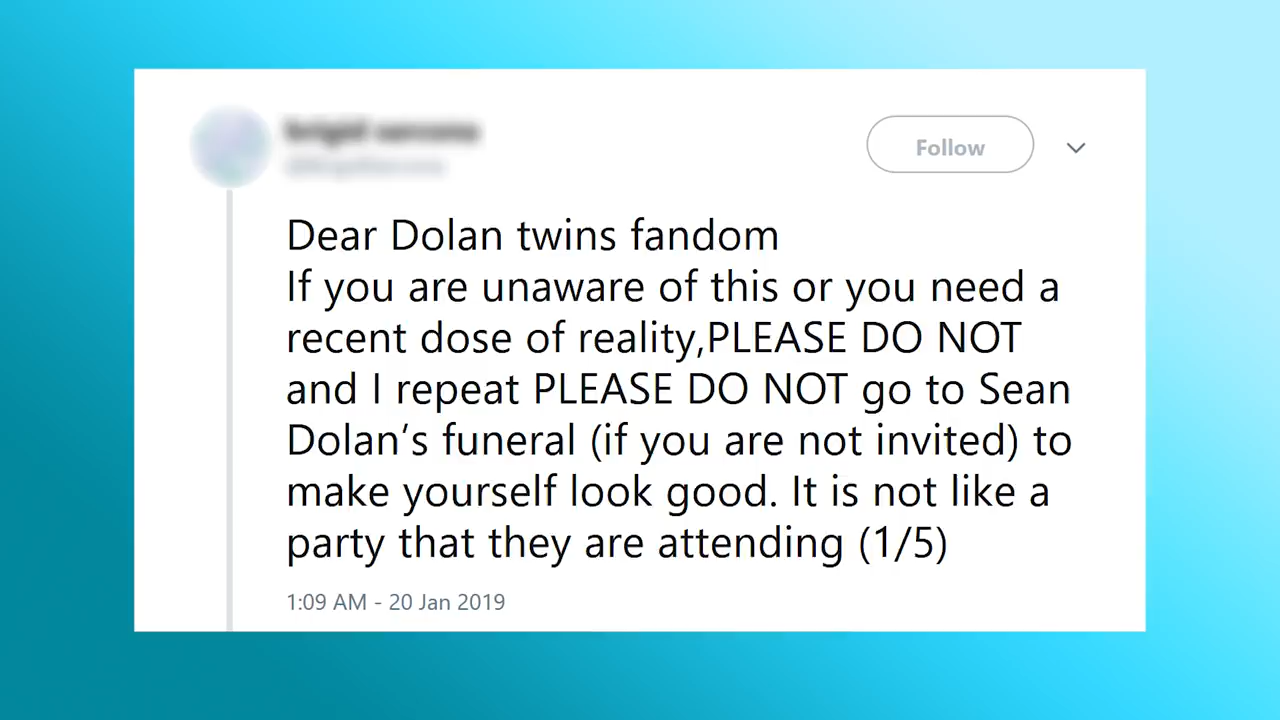 Follow
Dear Dolan twins fandom
If you are unaware of this or you need a
recent dose of reality,PLEASE DO NOT
and I repeat PLEASE DO NOT go to Sean
Dolan’s funeral (if you are not invited) to
make yourself look good. It is not like a
party that they are attending (1/5)
1:09 AM - 20 Jan 2019